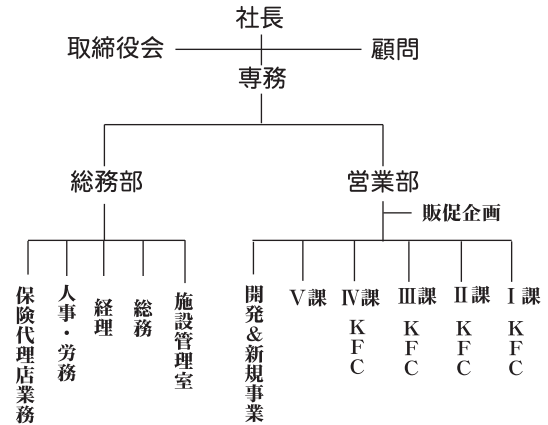 社長
取締役会
顧問
専務
総務部
営業部
販促企画
保険代理店業務
人事・労務
経理
総務
施設管理室
開発&新規事業
Ⅴ課
Ⅳ課 KFC
Ⅲ課 KFC
Ⅱ課 KFC
Ⅰ課 KFC